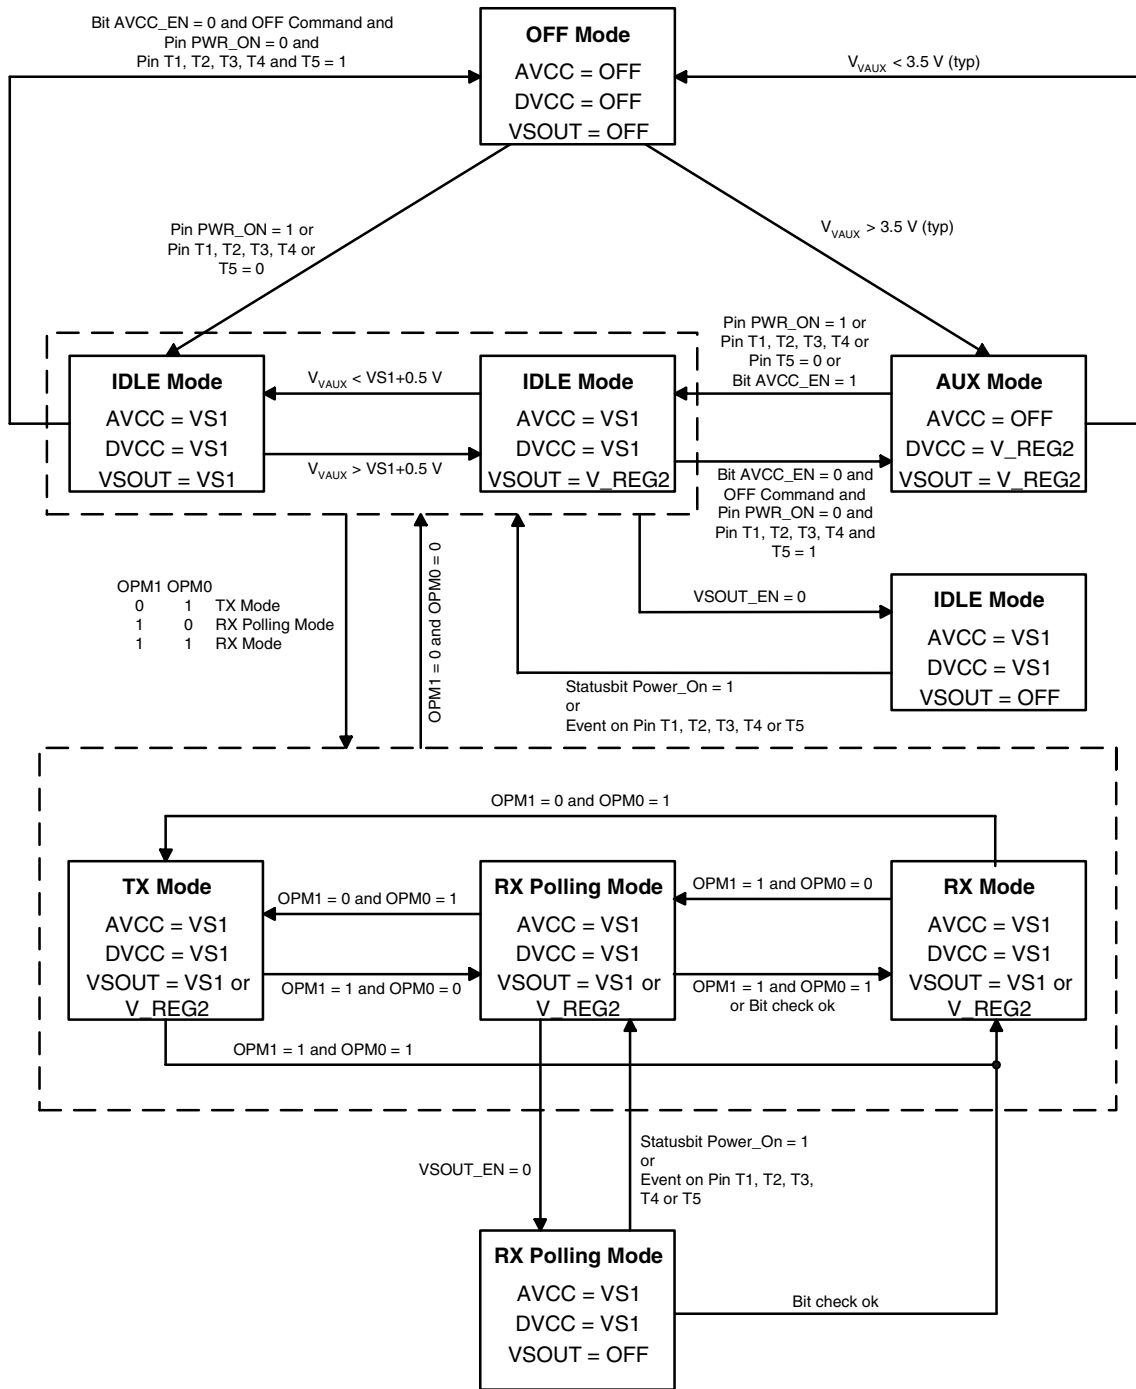 Bit AVCC_EN = 0 and OFF Command and
Pin PWR_ON = 0 and
Pin T1, T2, T3, T4 and T5 = 1
OFF Mode
AVCC = OFF
DVCC = OFF
VSOUT = OFF
V_VAUX < 3.5 V (typ)
Pin PWR_ON = 1 or
Pin T1, T2, T3, T4 or
T5 = 0
V_VAUX > 3.5 V (typ)
IDLE Mode
AVCC = VS1
DVCC = VS1
VSOUT = VS1
V_VAUX < VS1+0.5 V
V_VAUX > VS1+0.5 V
IDLE Mode
AVCC = VS1
DVCC = VS1
VSOUT = V_REG2
Pin PWR_ON = 1 or
Pin T1, T2, T3, T4 or
Pin T5 = 0 or
Bit AVCC_EN = 1
Bit AVCC_EN = 0 and
OFF Command and
Pin PWR_ON = 0 and
Pin T1, T2, T3, T4 and
T5 = 1
AUX Mode
AVCC = OFF
DVCC = V_REG2
VSOUT = V_REG2
OPM1 OPM0
0 1 TX Mode
1 0 RX Polling Mode
1 1 RX Mode
OPM1 = 0 and OPM0 = 0
VSOUT_EN = 0
Statusbit Power_On = 1
or
Event on Pin T1, T2, T3, T4 or T5
IDLE Mode
AVCC = VS1
DVCC = VS1
VSOUT = OFF
OPM1 = 0 and OPM0 = 1
TX Mode
AVCC = VS1
DVCC = VS1
VSOUT = VS1 or
V_REG2
OPM1 = 0 and OPM0 = 1
OPM1 = 1 and OPM0 = 0
RX Polling Mode
AVCC = VS1
DVCC = VS1
VSOUT = VS1 or
V_REG2
OPM1 = 1 and OPM0 = 0
OPM1 = 1 and OPM0 = 1
or Bit check ok
RX Mode
AVCC = VS1
DVCC = VS1
VSOUT = VS1 or
V_REG2
OPM1 = 1 and OPM0 = 1
VSOUT_EN = 0
Statusbit Power_On = 1
or
Event on Pin T1, T2, T3,
T4 or T5
RX Polling Mode
AVCC = VS1
DVCC = VS1
VSOUT = OFF
Bit check ok